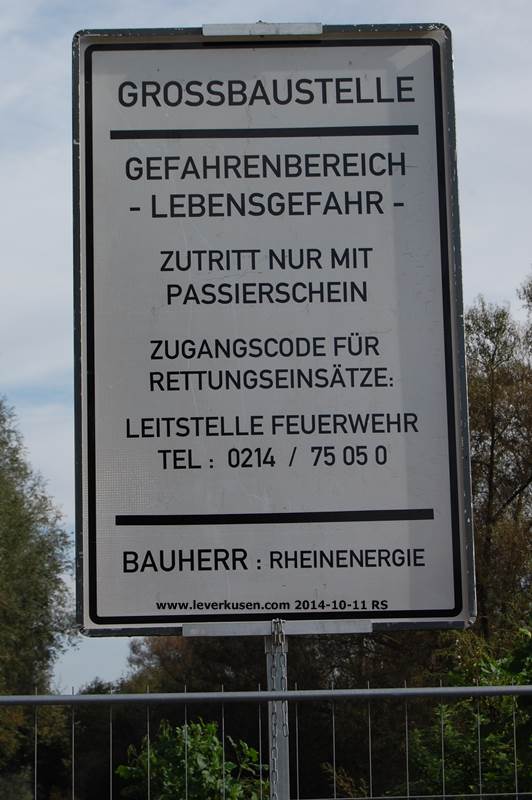 GROSSBAUSTELLE
GEFAHRENBEREICH
- LEBENSGEFAHR -
ZUTRITT NUR MIT
PASSIERSCHEIN
ZUGANGSCODE FÜR
RETTUNGSEINSÄTZE:
LEITSTELLE FEUERWEHR
TEL : 0214 / 75 05 0
BAUHERR : RHEINENERGIE
www.leverkusen.com 2014-10-11 RS